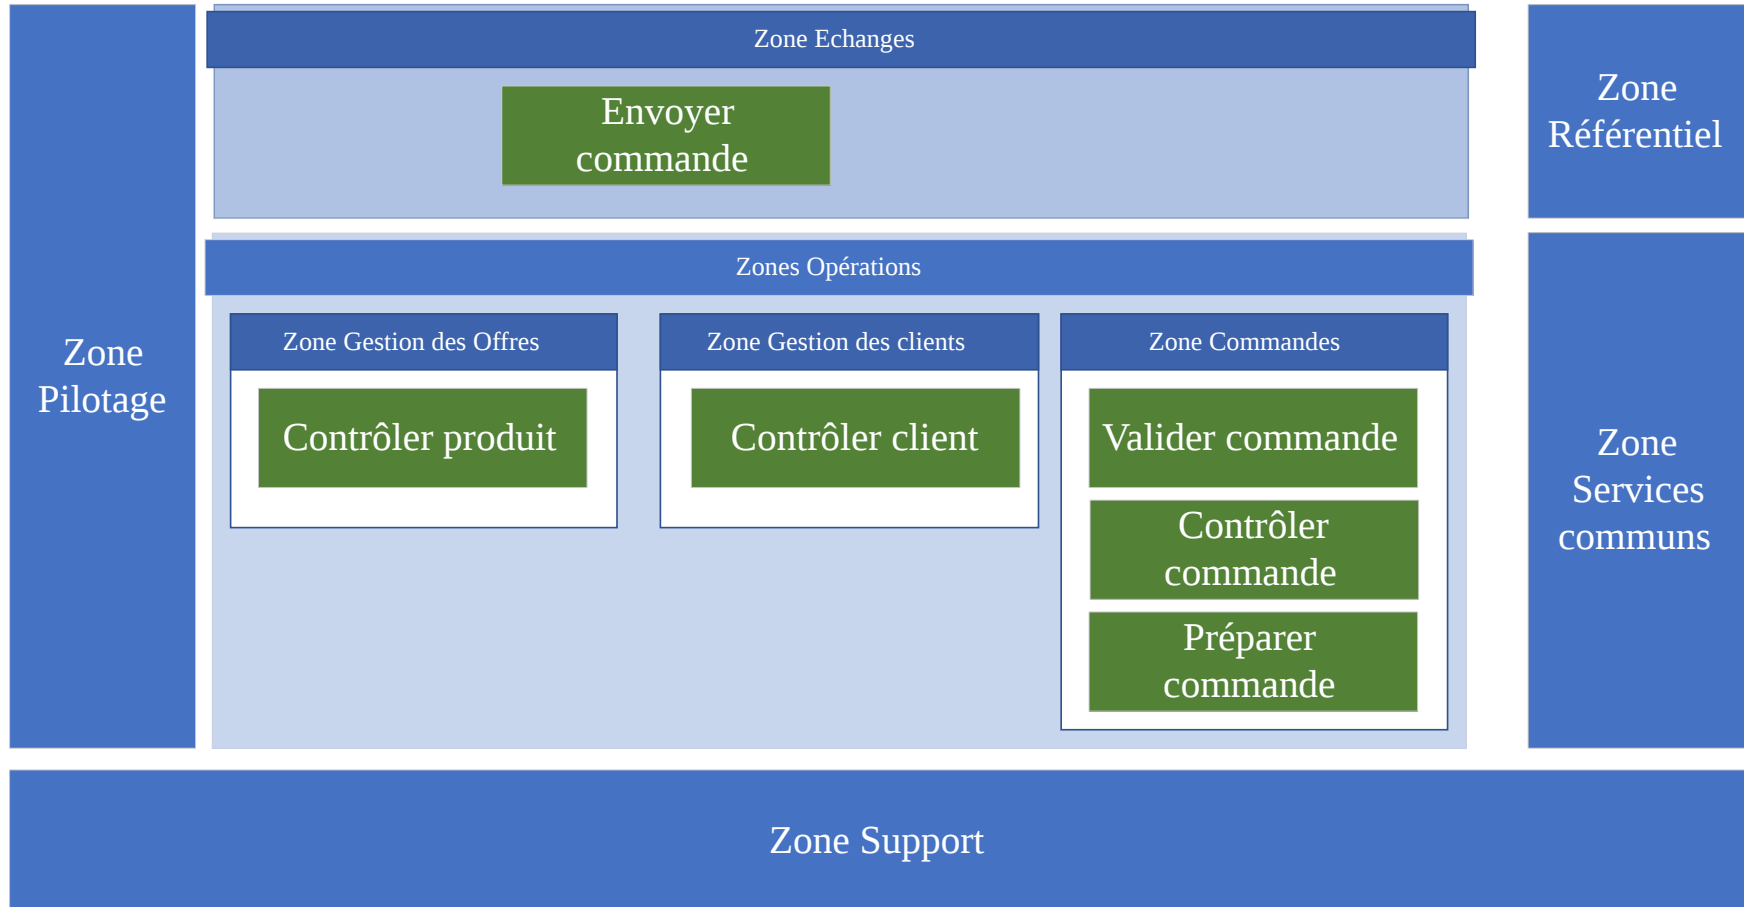 Zone Echanges
Envoyer
commande
Zone
Référentiel
Zones Opérations
Zone
Pilotage
Zone Gestion des Offres
Contrôler produit
Zone Gestion des clients
Contrôler client
Zone Commandes
Valider commande
Contrôler
commande
Préparer
commande
Zone
Services
communs
Zone Support